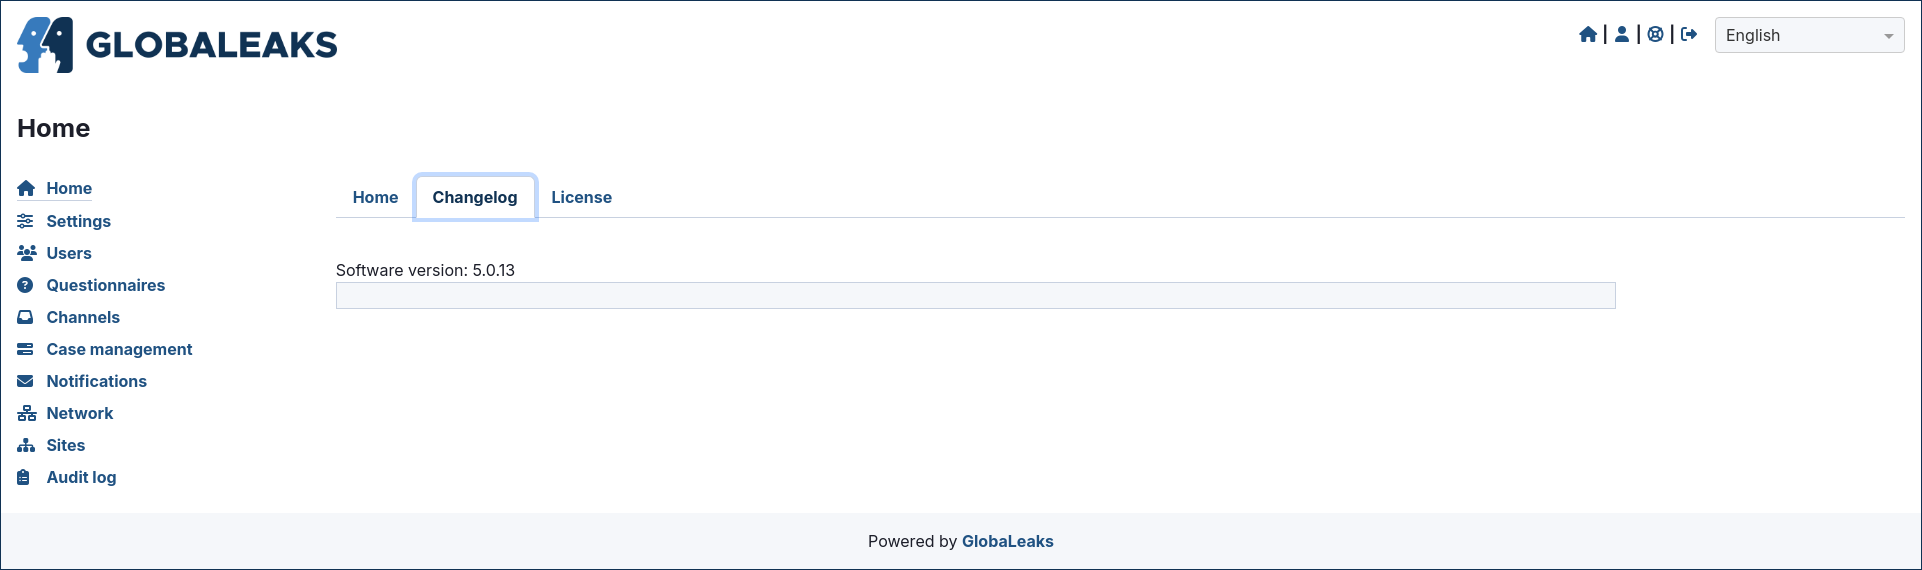 GLOBALEAKS
| | |
English
Home
Home
Settings
Users
Questionnaires
Channels
Case management
Notifications
Network
Sites
Audit log
Home Changelog License
Software version: 5.0.13
Powered by GlobaLeaks